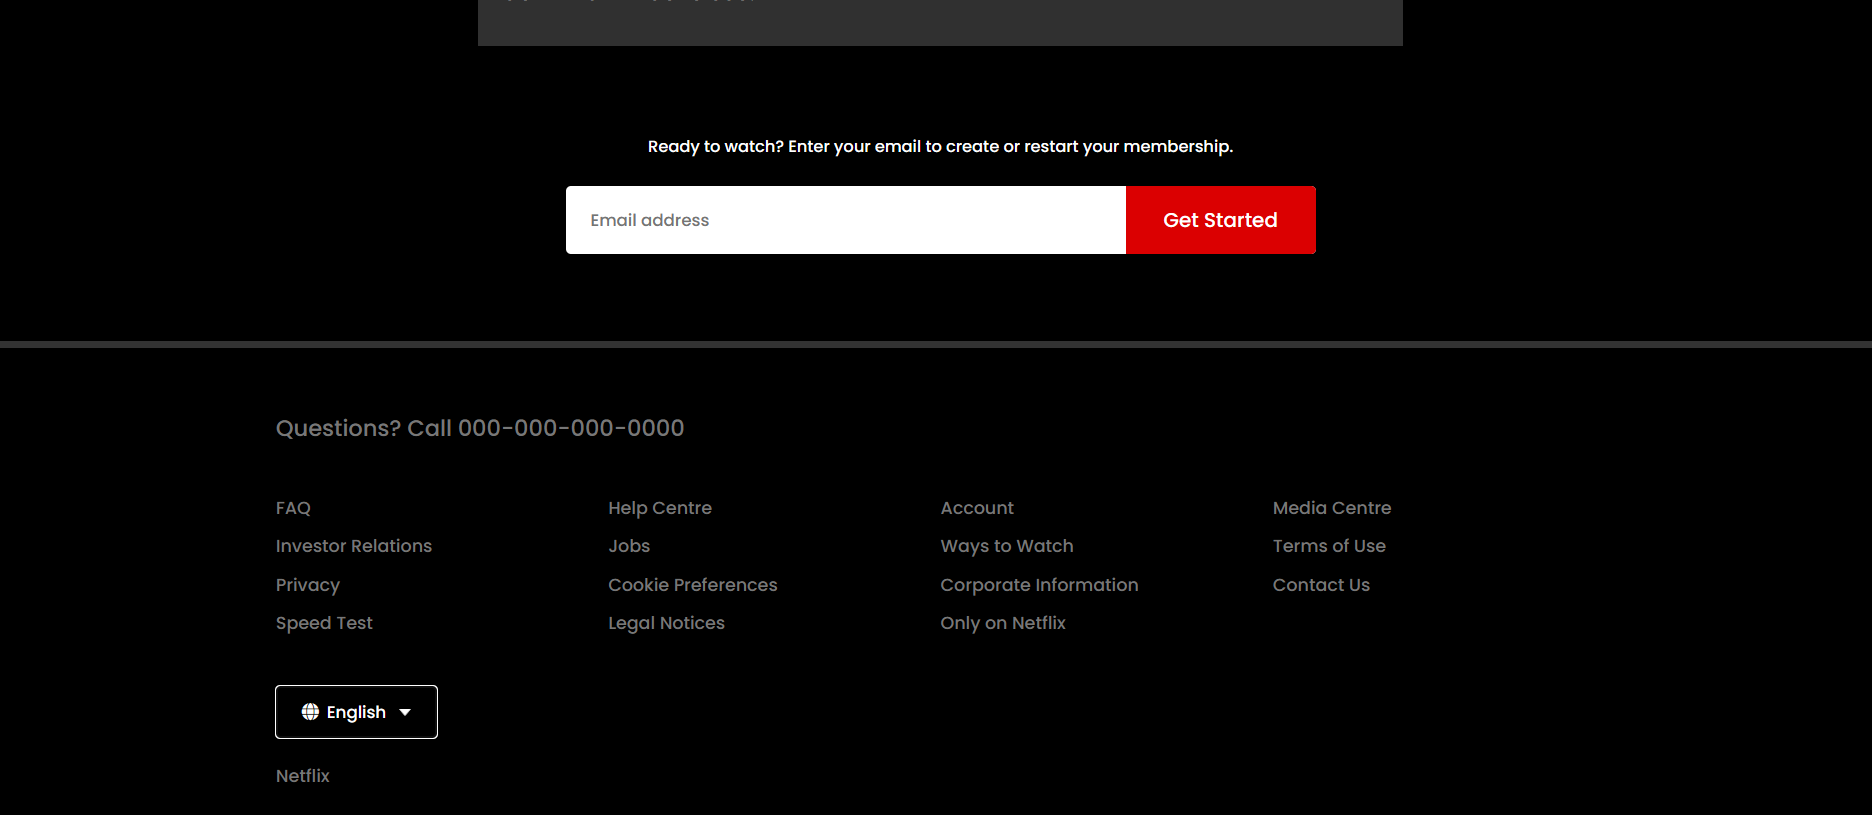 Ready to watch? Enter your email to create or restart your membership.
Email address
Get Started
Questions? Call 000-000-000-0000
FAQ
Help Centre
Account
Media Centre
Investor Relations
Jobs
Ways to Watch
Terms of Use
Privacy
Cookie Preferences
Corporate Information
Contact Us
Speed Test
Legal Notices
Only on Netflix
English
Netflix